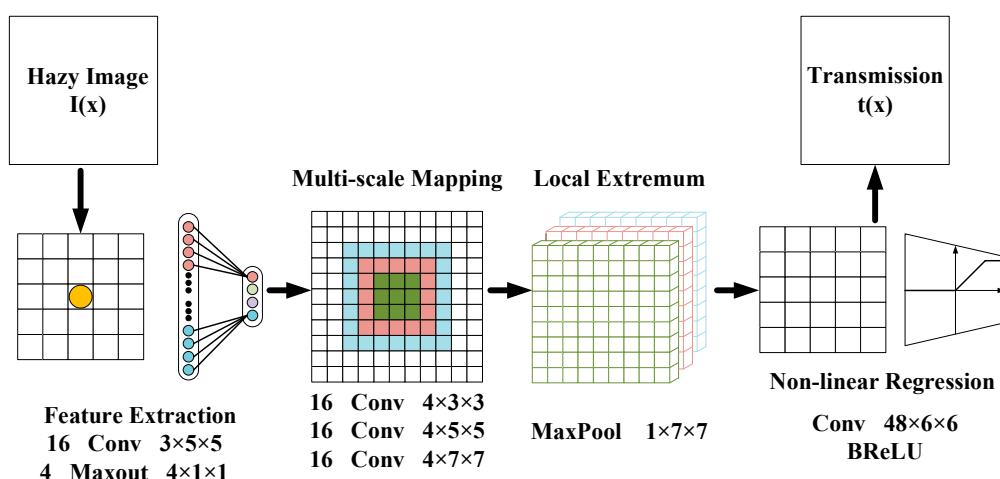 Hazy Image
I(x)
Transmission
t(x)
Multi-scale Mapping
Local Extremum
Feature Extraction
16 Conv 3×5×5
4 Maxout 4×1×1
16 Conv 4×3×3
16 Conv 4×5×5
16 Conv 4×7×7
MaxPool 1×7×7
Non-linear Regression
Conv 48×6×6
BReLU